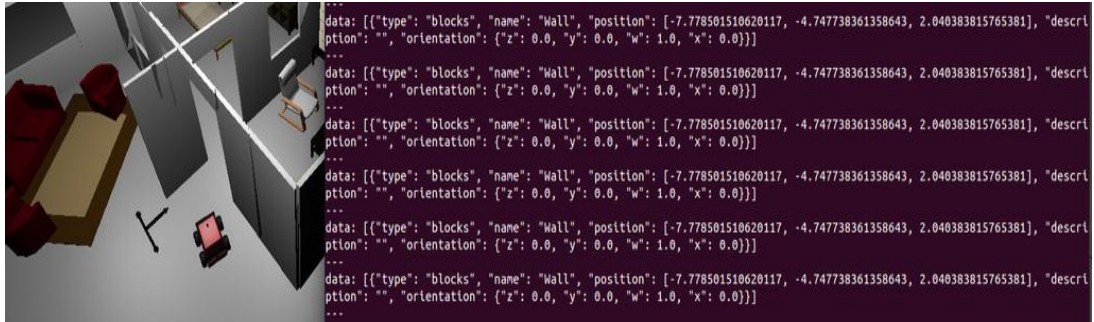 ---
data: [{"type": "blocks", "name": "Wall", "position": [-7.778501510620117, -4.747738361358643, 2.040383815765381], "descri
ption": "", "orientation": {"z": 0.0, "y": 0.0, "w": 1.0, "x": 0.0}}]
---
data: [{"type": "blocks", "name": "Wall", "position": [-7.778501510620117, -4.747738361358643, 2.040383815765381], "descri
ption": "", "orientation": {"z": 0.0, "y": 0.0, "w": 1.0, "x": 0.0}}]
---
data: [{"type": "blocks", "name": "Wall", "position": [-7.778501510620117, -4.747738361358643, 2.040383815765381], "descri
ption": "", "orientation": {"z": 0.0, "y": 0.0, "w": 1.0, "x": 0.0}}]
---
data: [{"type": "blocks", "name": "Wall", "position": [-7.778501510620117, -4.747738361358643, 2.040383815765381], "descri
ption": "", "orientation": {"z": 0.0, "y": 0.0, "w": 1.0, "x": 0.0}}]
---
data: [{"type": "blocks", "name": "Wall", "position": [-7.778501510620117, -4.747738361358643, 2.040383815765381], "descri
ption": "", "orientation": {"z": 0.0, "y": 0.0, "w": 1.0, "x": 0.0}}]
---
data: [{"type": "blocks", "name": "Wall", "position": [-7.778501510620117, -4.747738361358643, 2.040383815765381], "descri
ption": "", "orientation": {"z": 0.0, "y": 0.0, "w": 1.0, "x": 0.0}}]
---